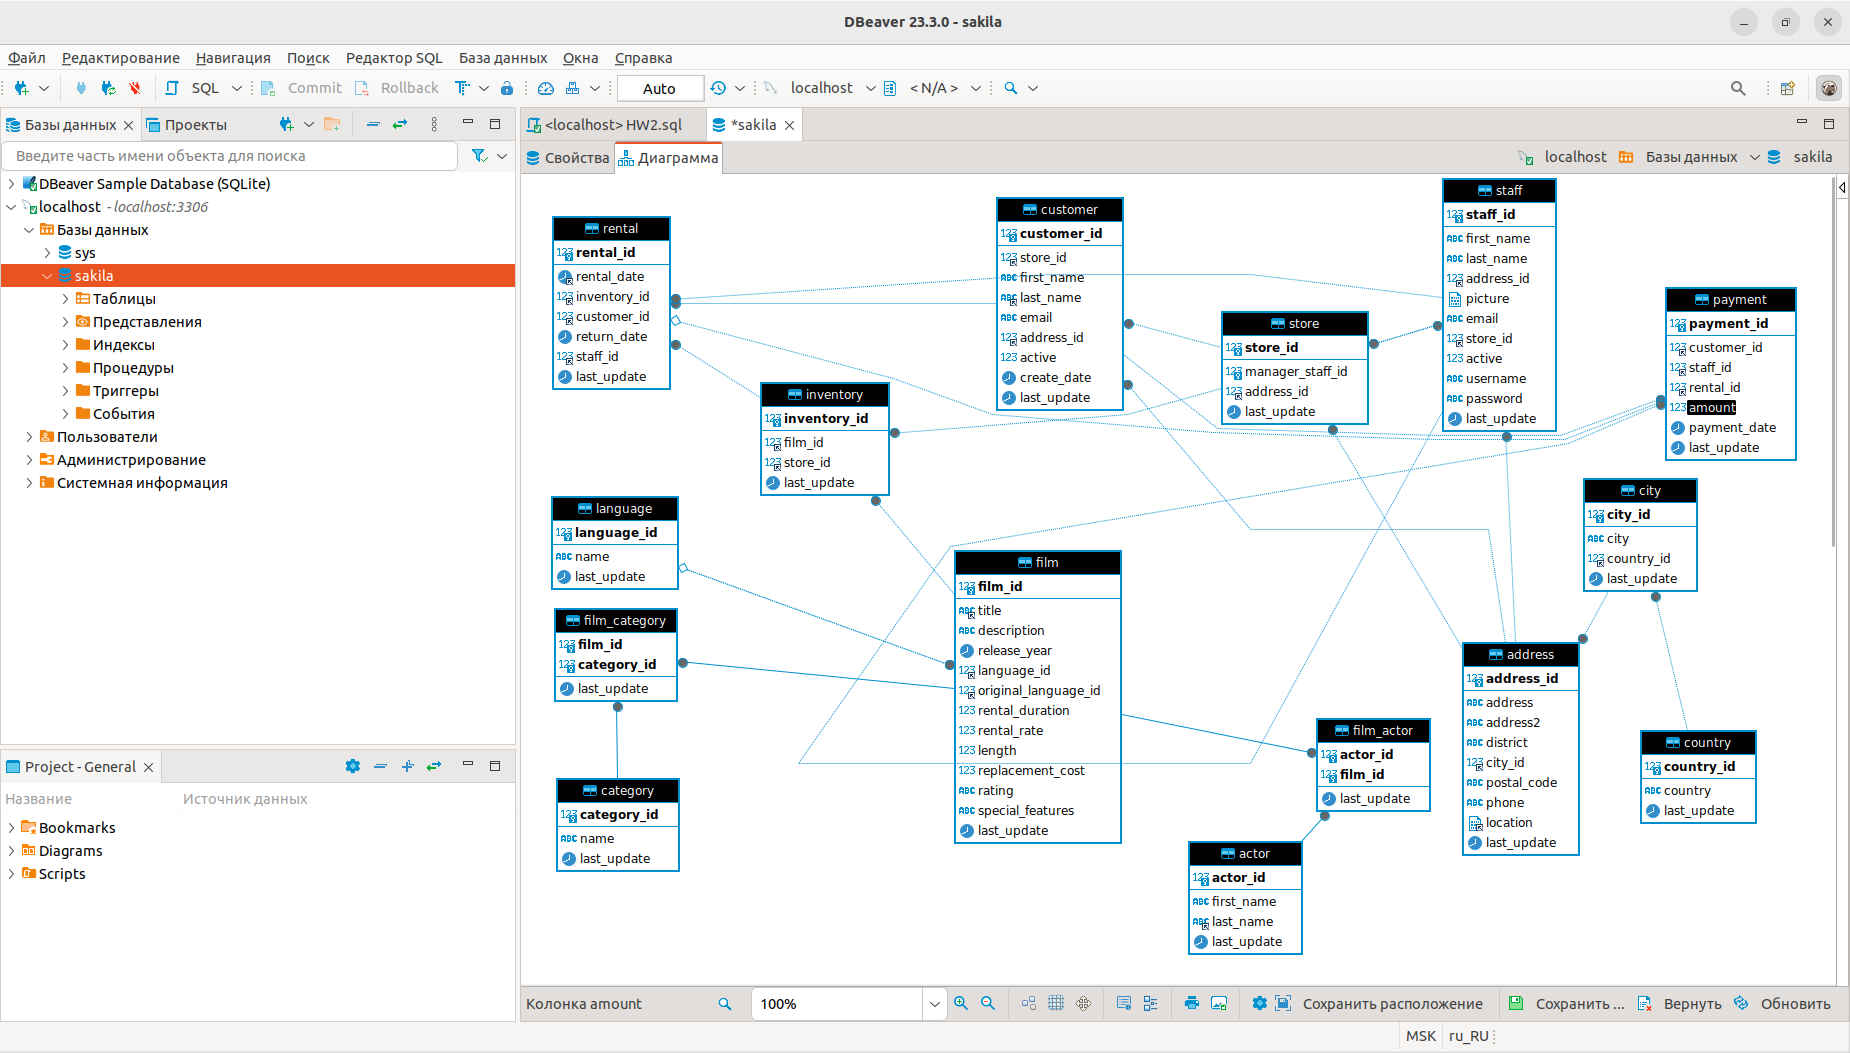 DBeaver 23.3.0 - sakila
Файл Редактирование Навигация Поиск Редактор SQL База данных Окна Справка
SQL Commit Rollback Auto localhost < N/A >
Базы данных Проекты
Введите часть имени объекта для поиска
DBeaver Sample Database (SQLite)
localhost - localhost:3306
Базы данных
sys
sakila
Таблицы
Представления
Индексы
Процедуры
Триггеры
События
Пользователи
Администрирование
Системная информация
Project - General
Название Источник данных
Bookmarks
Diagrams
Scripts
<localhost> HW2.sql *sakila
Свойства Диаграмма localhost Базы данных sakila
rental
rental_id
rental_date
inventory_id
customer_id
return_date
staff_id
last_update
customer
customer_id
store_id
first_name
last_name
email
address_id
active
create_date
last_update
staff
staff_id
first_name
last_name
address_id
picture
email
store_id
active
username
password
last_update
store
store_id
manager_staff_id
address_id
last_update
payment
payment_id
customer_id
staff_id
rental_id
amount
payment_date
last_update
inventory
inventory_id
film_id
store_id
last_update
language
language_id
name
last_update
film_category
film_id
category_id
last_update
category
category_id
name
last_update
film
film_id
title
description
release_year
language_id
original_language_id
rental_duration
rental_rate
length
replacement_cost
rating
special_features
last_update
film_actor
actor_id
film_id
last_update
actor
actor_id
first_name
last_name
last_update
city
city_id
city
country_id
last_update
address
address_id
address
address2
district
city_id
postal_code
phone
location
last_update
country
country_id
country
last_update
Колонка amount 100% Сохранить расположение Сохранить ... Вернуть Обновить
MSK ru_RU